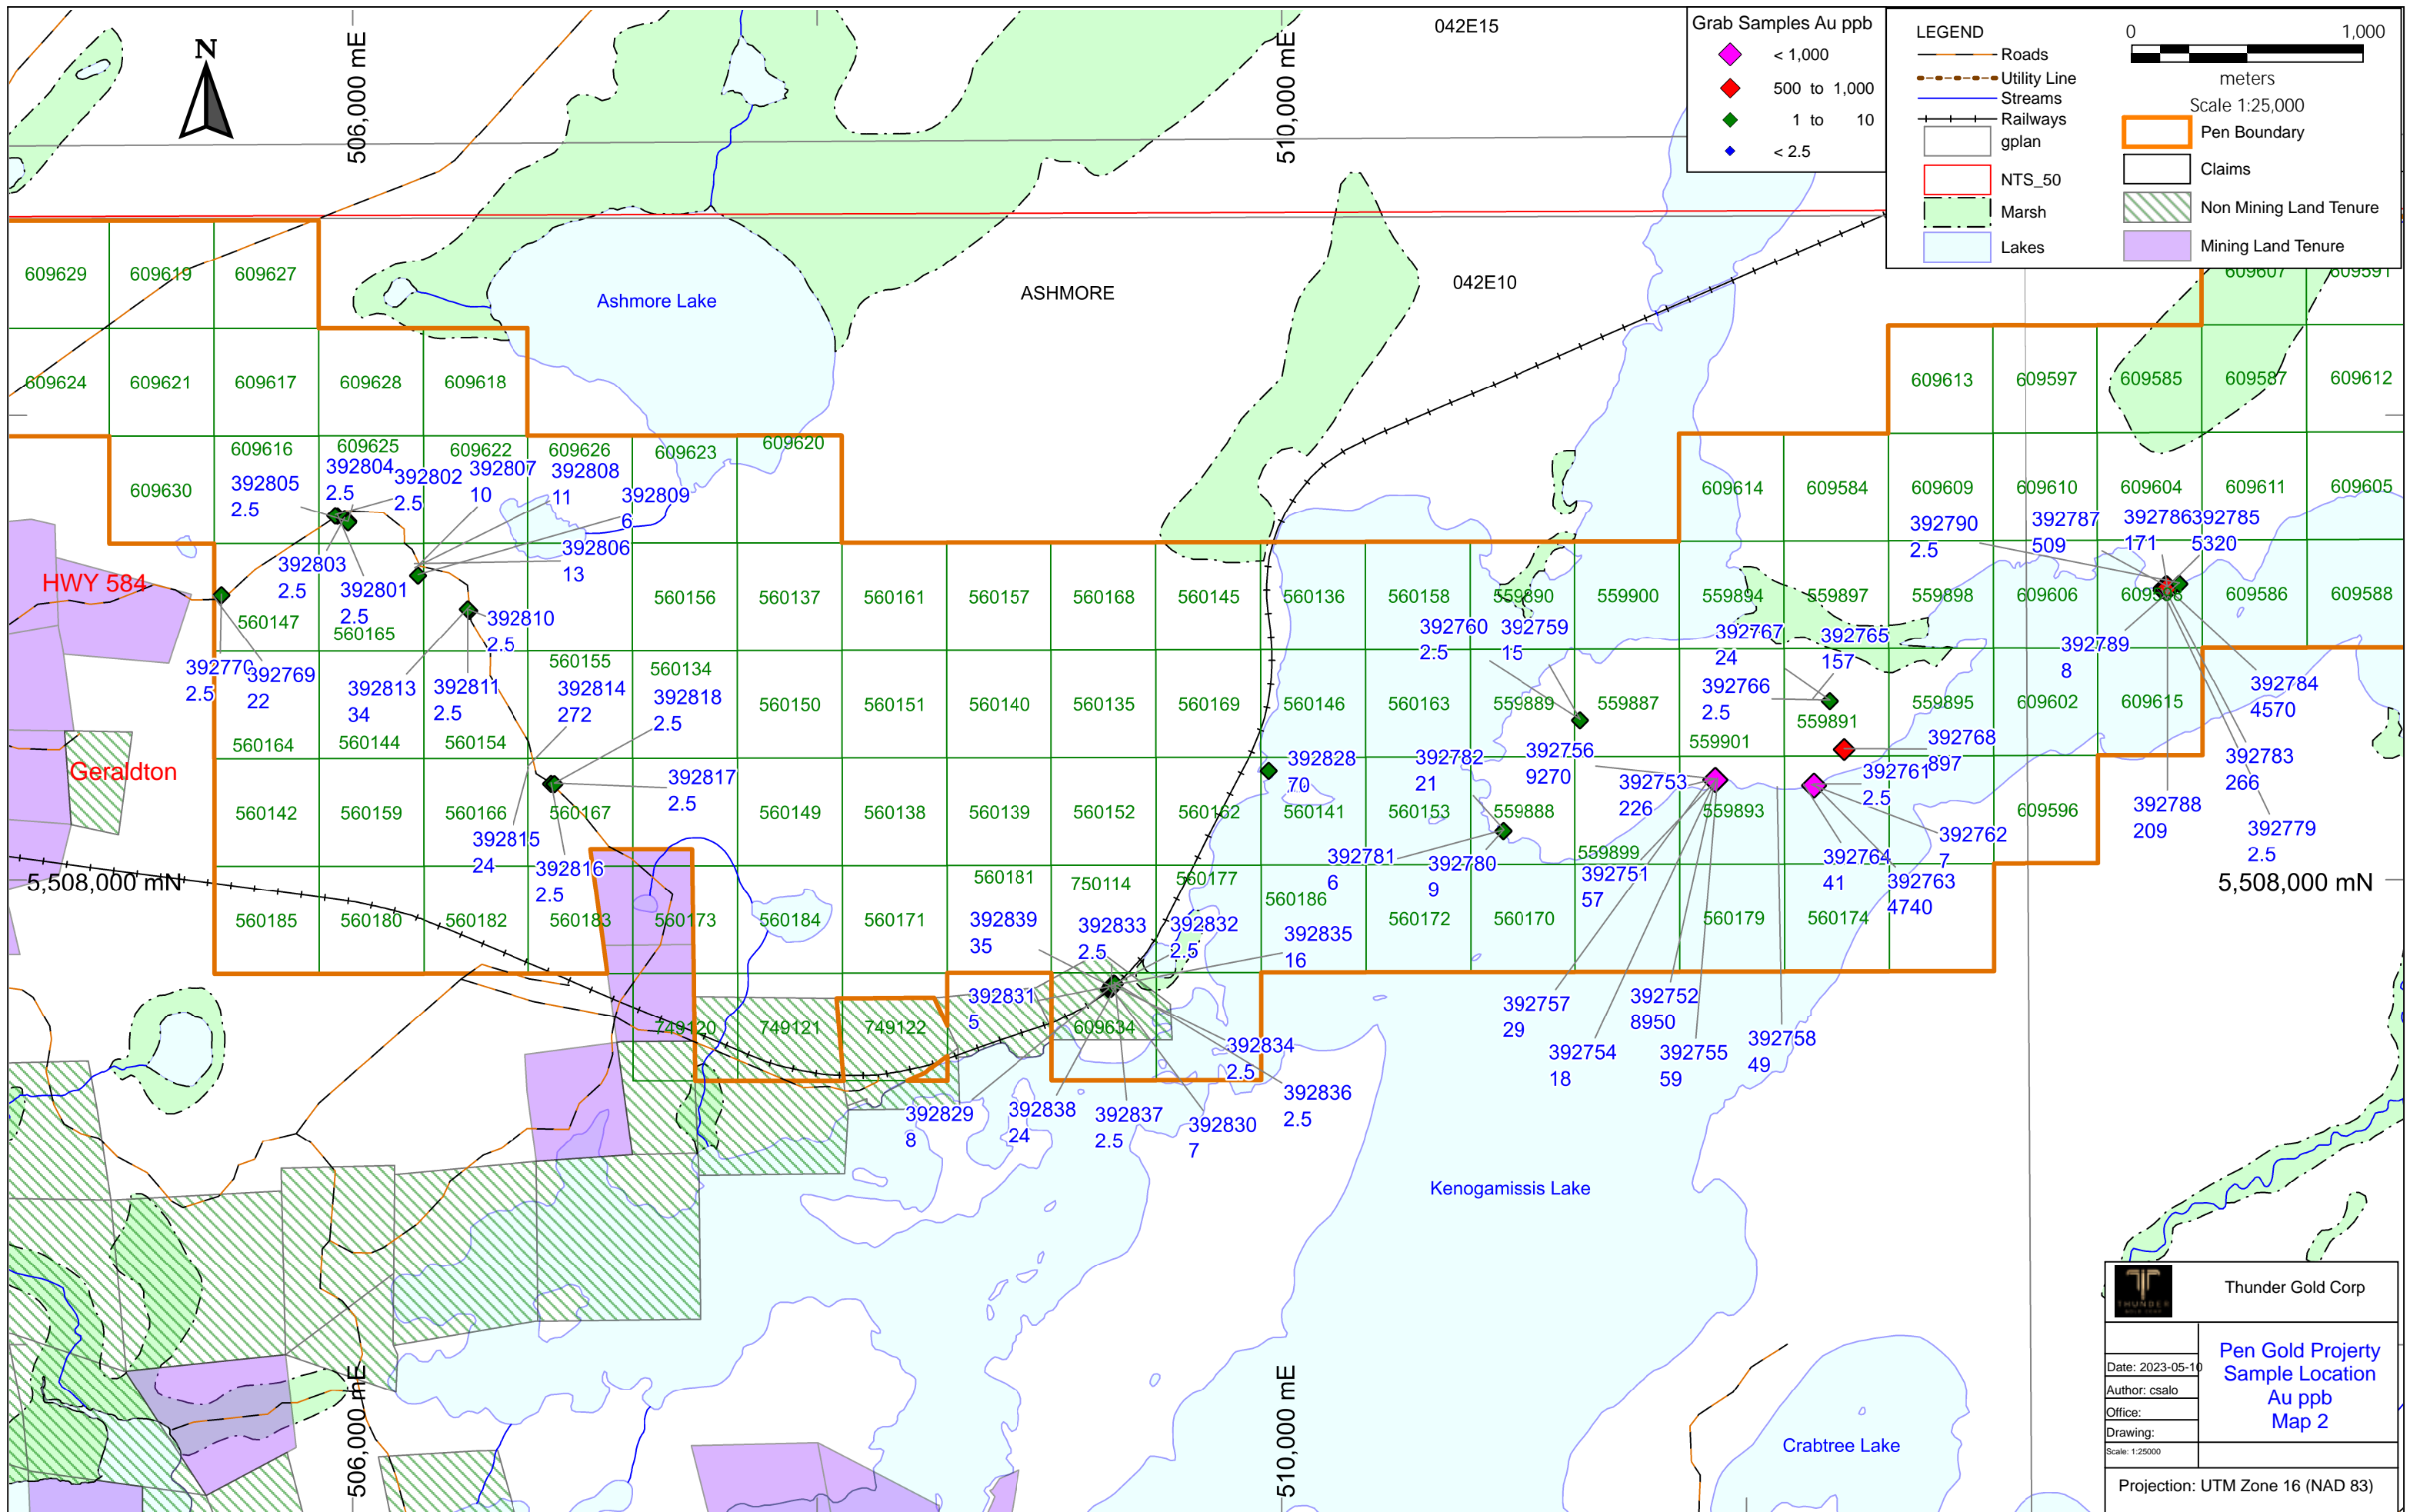 042E15
Grab Samples Au ppb
< 1,000
500 to 1,000
1 to 10
< 2.5
LEGEND
Roads
Utility Line
Streams
Railways
gplan
NTS_50
Marsh
Lakes
0 1,000
meters
Scale 1:25,000
Pen Boundary
Claims
Non Mining Land Tenure
Mining Land Tenure
N
506,000 mE
510,000 mE
609629 609619 609627
Ashmore Lake
ASHMORE
042E10
609607 609591
609624 609621 609617 609628 609618
609613 609597 609585 609587 609612
609616 609625 609622 609626 609623 609620
609630
609614 609584 609609 609610 609604 609611 609605
392805
2.5
392804
2.5
392802
2.5
392807
10
392808
11
392809
6
392806
13
392803
2.5
392801
2.5
392790
2.5
392787
509
392786
171
392785
5320
HWY 584
560147 560165
560156 560137 560161 560157 560168 560145 560136 560158 559890 559900 559894 559897 559898 609606 609586 609588
392810
2.5
392770
2.5
392769
22
392813
34
392811
2.5
392814
272
392818
2.5
392760
2.5
392759
15
392767
24
392765
157
392766
2.5
392789
8
392784
4570
560155 560134
560150 560151 560140 560135 560169 560146 560163 559889 559887 559891 559895 609602 609615
560164 560144 560154
559901
Geraldton
392817
2.5
392828
70
392782
21
392756
9270
392753
226
392768
897
392761
2.5
392783
266
392788
209
392779
2.5
560142 560159 560166 560167 560149 560138 560139 560152 560162 560141 560153 559888 559893 609596
559899
392815
24
392816
2.5
392781
6
392780
9
392751
57
392764
41
392762
7
392763
4740
5,508,000 mN
5,508,000 mN
560181 750114 560177 560186
560185 560180 560182 560183 560173 560184 560171 560172 560170 560179 560174
392839
35
392833
2.5
392832
2.5
392835
16
392831
5
392757
29
392752
8950
392754
18
392755
59
392758
49
749120 749121 749122 609634
392834
2.5
392836
2.5
392829
8
392838
24
392837
2.5
392830
7
Kenogamissis Lake
Crabtree Lake
506,000 mE
510,000 mE
THUNDER
Thunder Gold Corp
Pen Gold Projerty
Sample Location
Au ppb
Map 2
Date: 2023-05-10
Author: csalo
Office:
Drawing:
Scale: 1:25000
Projection: UTM Zone 16 (NAD 83)